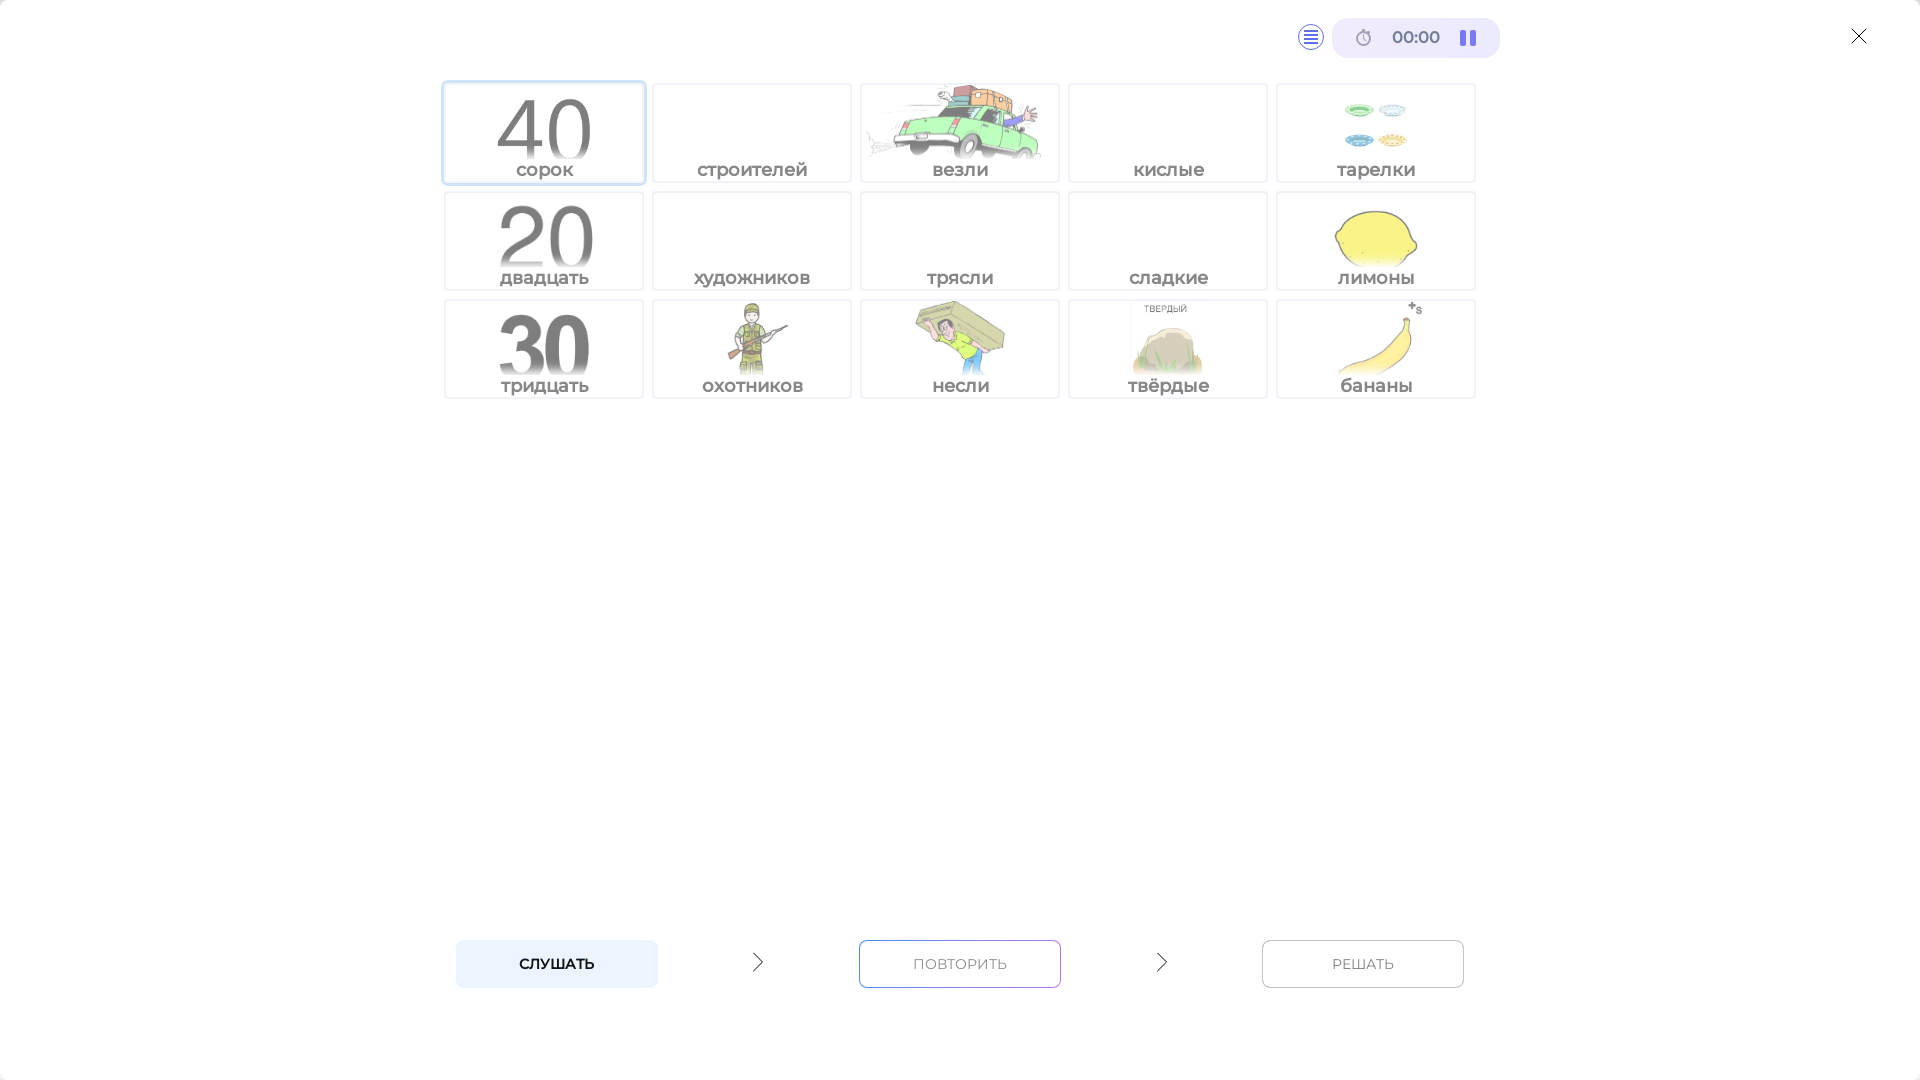 00:00
40
сорок
строителей
везли
кислые
тарелки
20
двадцать
художников
трясли
сладкие
лимоны
30
тридцать
охотников
несли
ТВЕРДЫЙ
твёрдые
+s
бананы
СЛУШАТЬ
ПОВТОРИТЬ
РЕШАТЬ